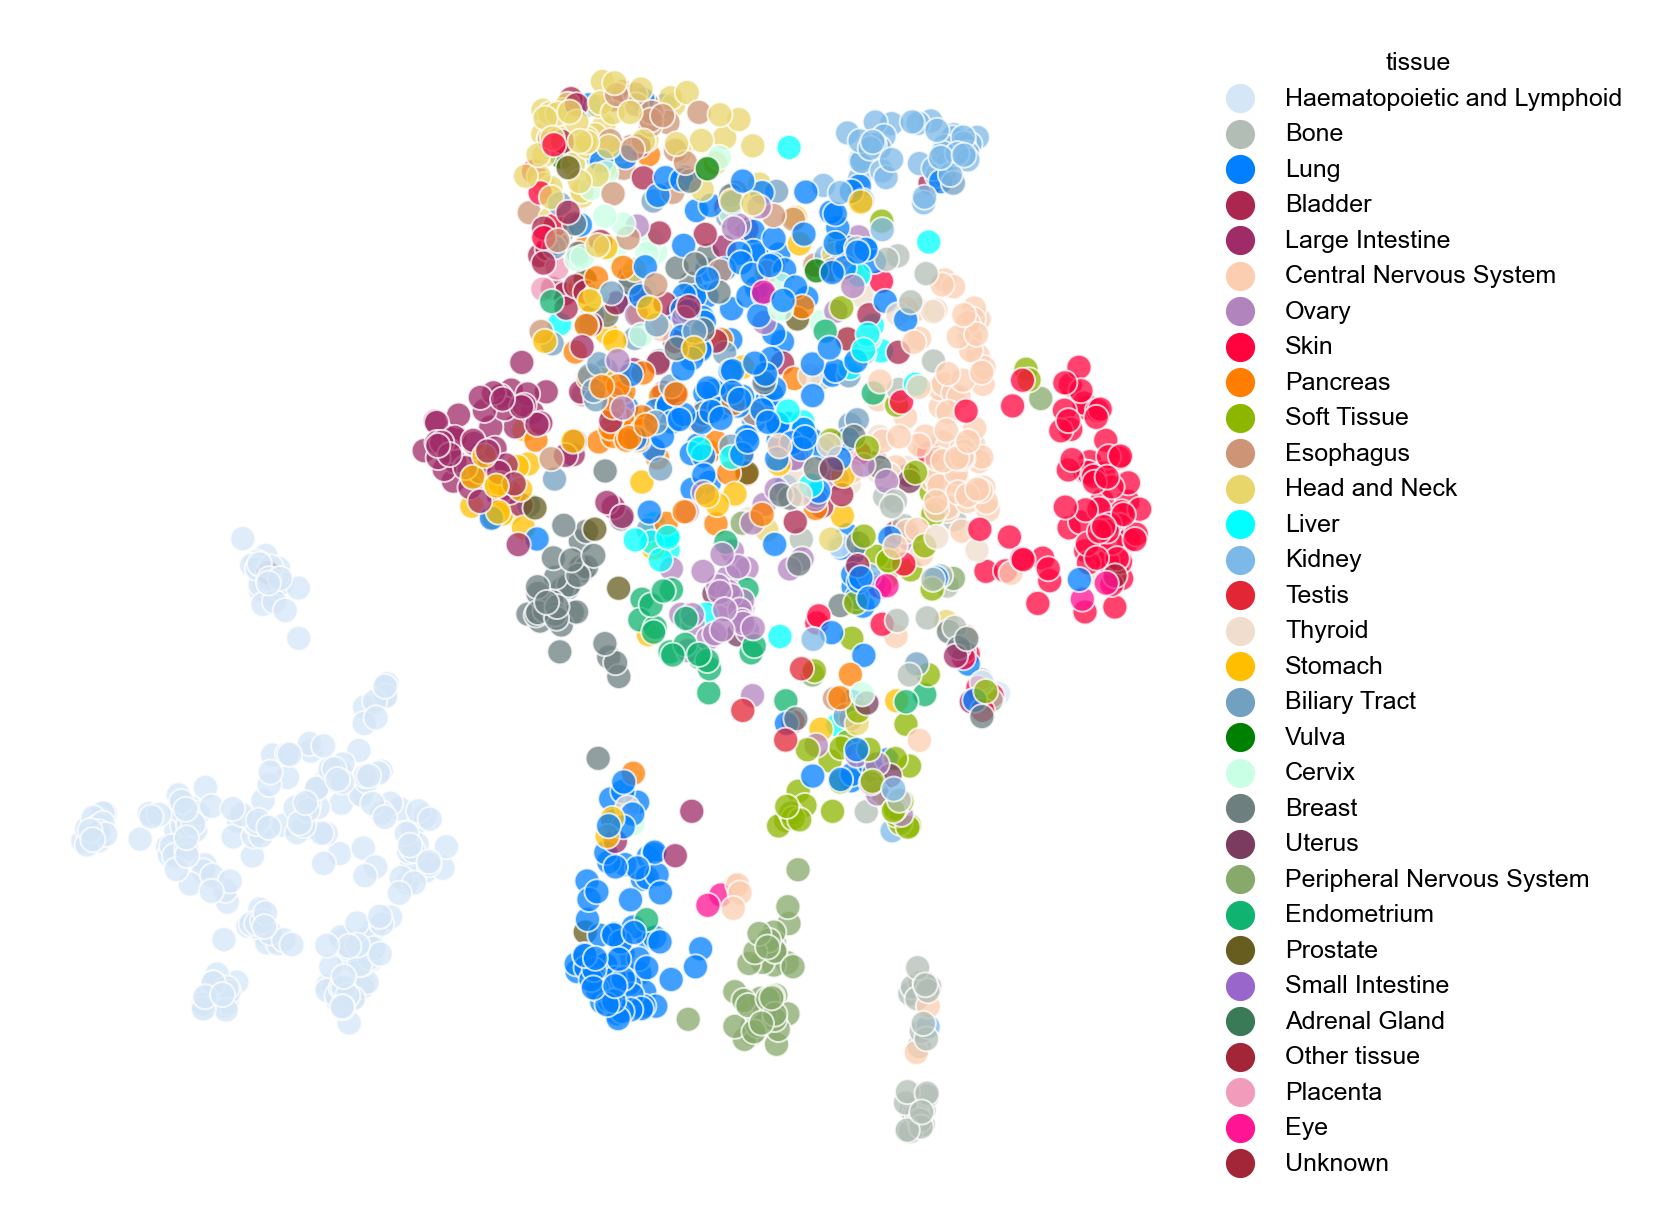 tissue
Haematopoietic and Lymphoid
Bone
Lung
Bladder
Large Intestine
Central Nervous System
Ovary
Skin
Pancreas
Soft Tissue
Esophagus
Head and Neck
Liver
Kidney
Testis
Thyroid
Stomach
Biliary Tract
Vulva
Cervix
Breast
Uterus
Peripheral Nervous System
Endometrium
Prostate
Small Intestine
Adrenal Gland
Other tissue
Placenta
Eye
Unknown